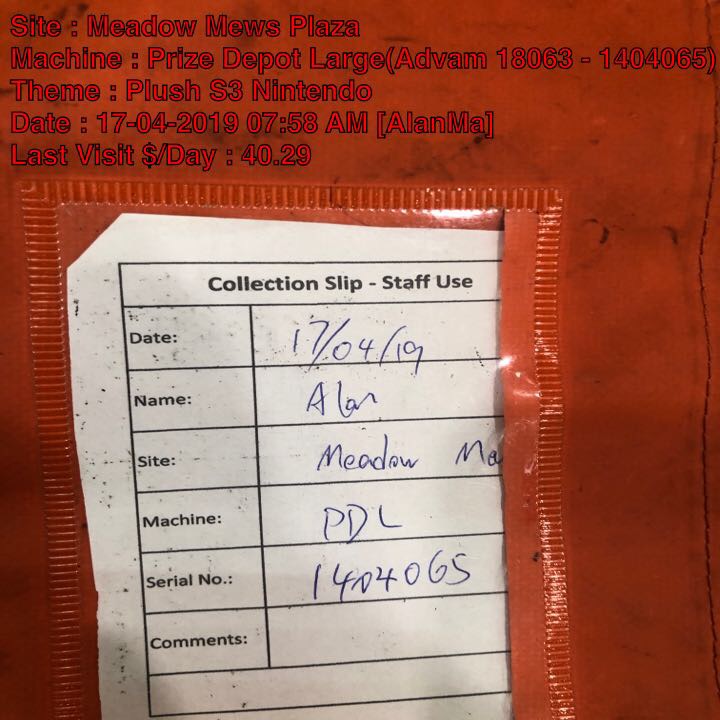 Site : Meadow Mews Plaza
Machine : Prize Depot Large(Advam 18063 - 1404065)
Theme : Plush S3 Nintendo
Date : 17-04-2019 07:58 AM [AlanMa]
Last Visit $/Day : 40.29
Collection Slip - Staff Use
Date: 17/04/19
Name: Alan
Site: Meadow
Machine: PDL
Serial No.: 1404065
Comments: